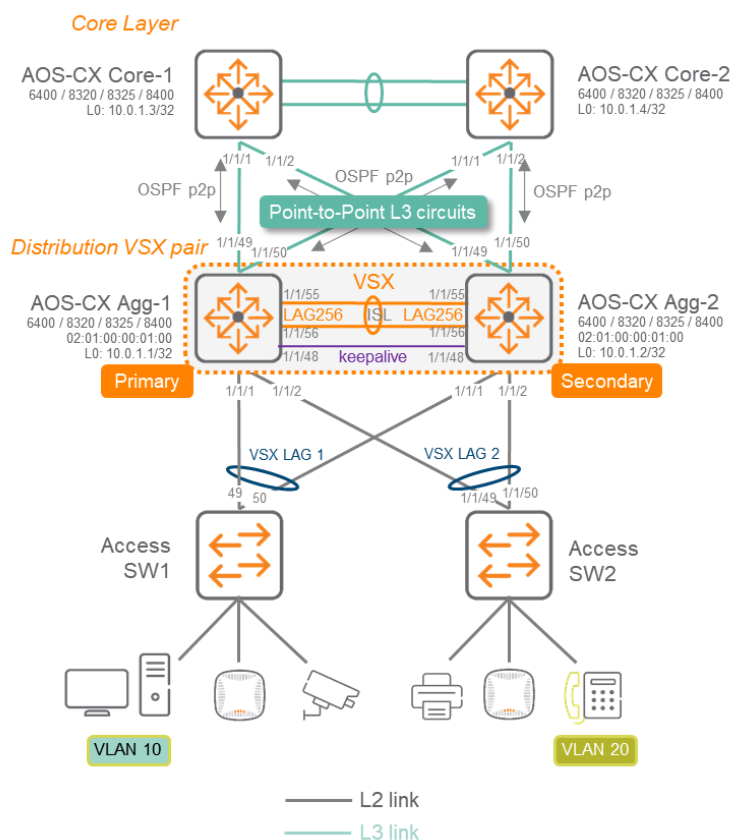 Core Layer
AOS-CX Core-1
6400 / 8320 / 8325 / 8400
L0: 10.0.1.3/32
AOS-CX Core-2
6400 / 8320 / 8325 / 8400
L0: 10.0.1.4/32
1/1/1
1/1/2
1/1/1
1/1/2
OSPF p2p
OSPF p2p
OSPF p2p
Point-to-Point L3 circuits
Distribution VSX pair
1/1/49
1/1/50
1/1/49
1/1/50
VSX
AOS-CX Agg-1
6400 / 8320 / 8325 / 8400
02:01:00:00:01:00
L0: 10.0.1.1/32
Primary
1/1/55
1/1/55
LAG256
ISL
LAG256
1/1/56
1/1/56
keepalive
1/1/48
1/1/48
AOS-CX Agg-2
6400 / 8320 / 8325 / 8400
02:01:00:00:01:00
L0: 10.0.1.2/32
Secondary
1/1/1
1/1/2
1/1/1
1/1/2
VSX LAG 1
VSX LAG 2
49
50
1/1/49
1/1/50
Access
SW1
Access
SW2
VLAN 10
VLAN 20
L2 link
L3 link